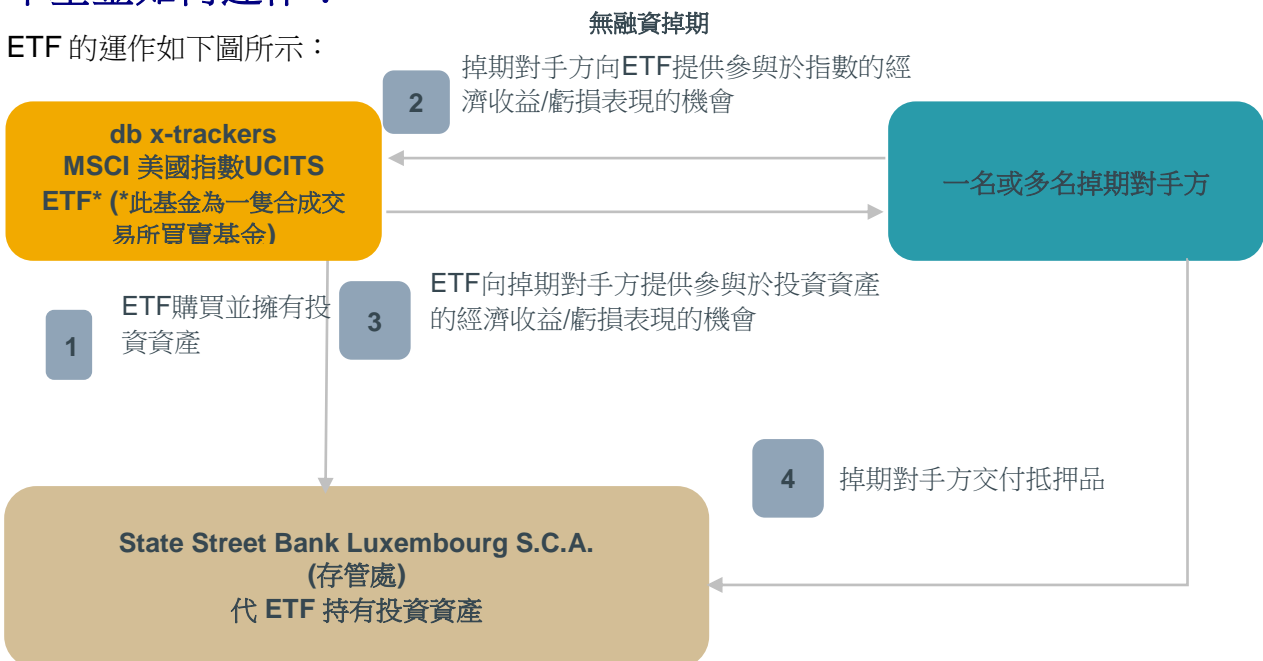 無融資掉期
ETF 的運作如下圖所示：
2
掉期對手方向ETF提供參與於指數的經
濟收益/虧損表現的機會
db x-trackers
MSCI 美國指數UCITS
ETF* (*此基金為一隻合成交
易所買賣基金)
一名或多名掉期對手方
1
ETF購買並擁有投
資資產
3
ETF向掉期對手方提供參與於投資資產
的經濟收益/虧損表現的機會
4
掉期對手方交付抵押品
State Street Bank Luxembourg S.C.A.
(存管處)
代 ETF 持有投資資產